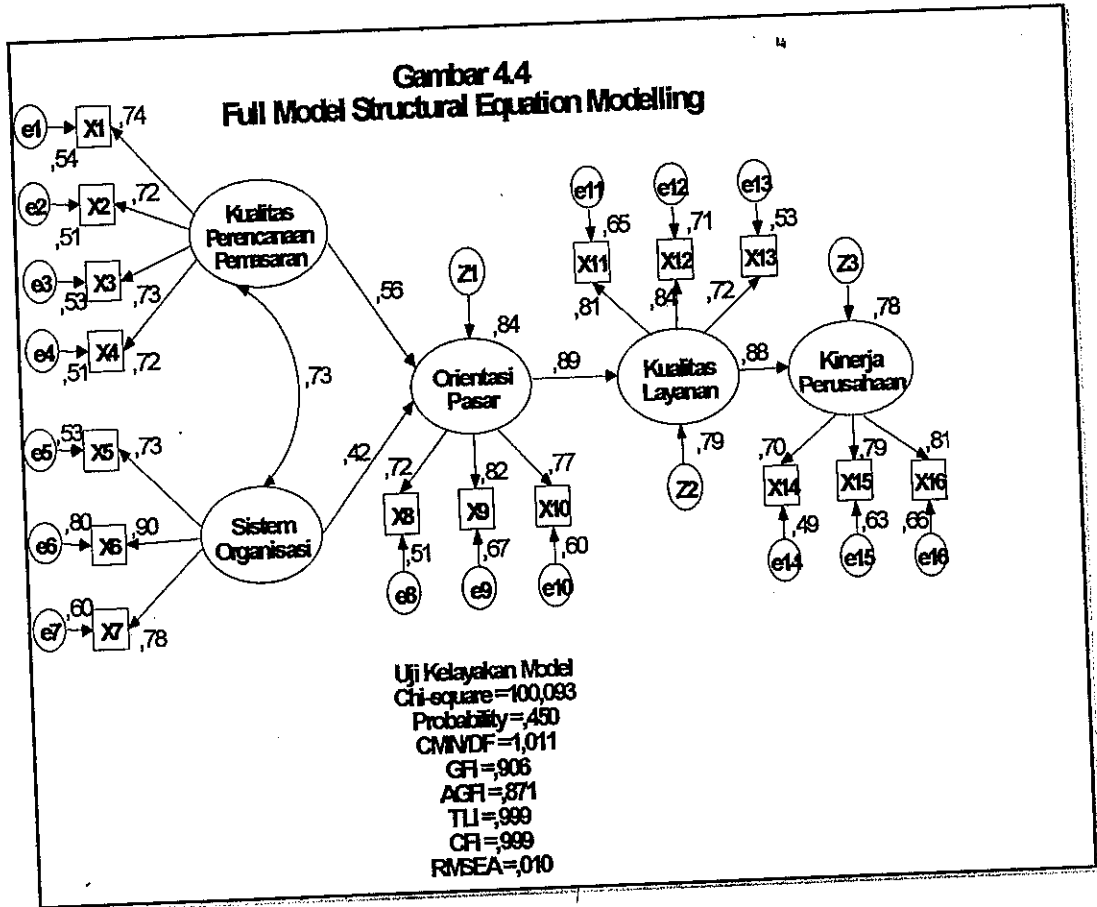 Gambar 4.4
Full Model Structural Equation Modelling
e1 X1 ,74
,54
e2 X2 ,72
,51
e3 X3 ,73
,53
e4 X4 ,72
,51
Kualitas
Perencanaan
Pemasaran
,56
,73
,42
e5 ,53 X5 ,73
e6 ,80 X6 ,90
e7 ,60 X7 ,78
Sistem
Organisasi
Z1
,84
Orientasi
Pasar
,72 ,82 ,77
X8 X9 X10
,51 ,67 ,60
e8 e9 e10
,89
e11 e12 e13
,65 ,71 ,53
X11 X12 X13
,81 ,84 ,72
Kualitas
Layanan
,79
Z2
,88
Z3
,78
Kinerja
Perusahaan
,70 ,79 ,81
X14 X15 X16
,49 ,63 ,66
e14 e15 e16
Uji Kelayakan Model
Chi-square=100,093
Probability=,450
CMIN/DF=1,011
GFI=,906
AGFI=,871
TLI=,999
CFI=,999
RMSEA=,010